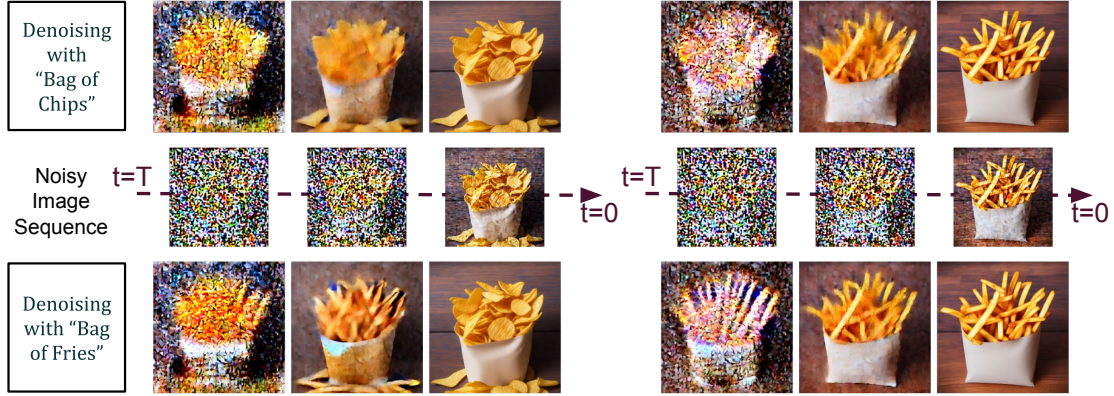 Denoising
with
“Bag of
Chips”
Noisy
Image
Sequence
t=T
t=0
t=T
t=0
Denoising
with “Bag
of Fries”